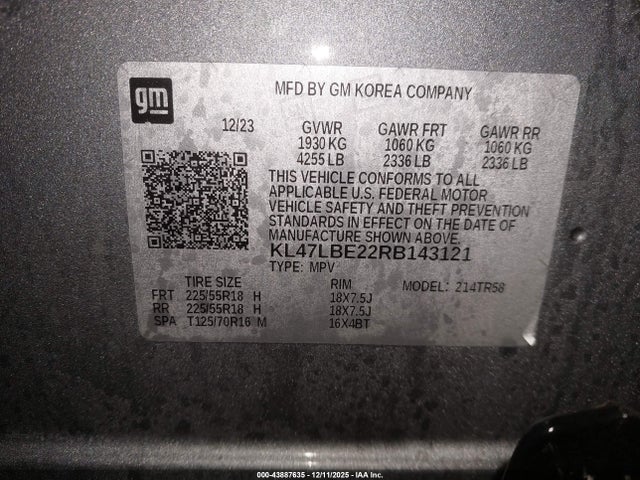 gm
MFD BY GM KOREA COMPANY
12/23 GVWR GAWR FRT GAWR RR
1930 KG 1060 KG 1060 KG
4255 LB 2336 LB 2336 LB
THIS VEHICLE CONFORMS TO ALL
APPLICABLE U.S. FEDERAL MOTOR
VEHICLE SAFETY AND THEFT PREVENTION
STANDARDS IN EFFECT ON THE DATE
OF MANUFACTURE SHOWN ABOVE.
KL47LBE22RB143121
TYPE: MPV
TIRE SIZE RIM MODEL: 214TR58
FRT 225/55R18 H 18X7.5J
RR 225/55R18 H 18X7.5J
SPA T125/70R16 M 16X4BT
000-43887635 - 12/11/2025 - IAA Inc.